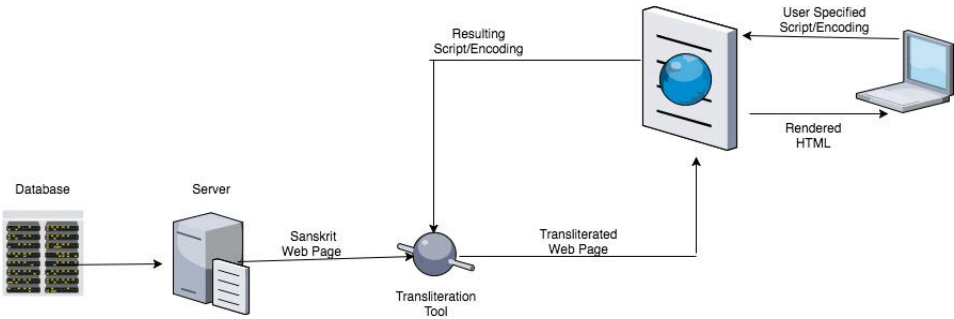 User Specified
Script/Encoding
Resulting
Script/Encoding
Rendered
HTML
Database
Server
Sanskrit
Web Page
Transliterated
Web Page
Transliteration
Tool